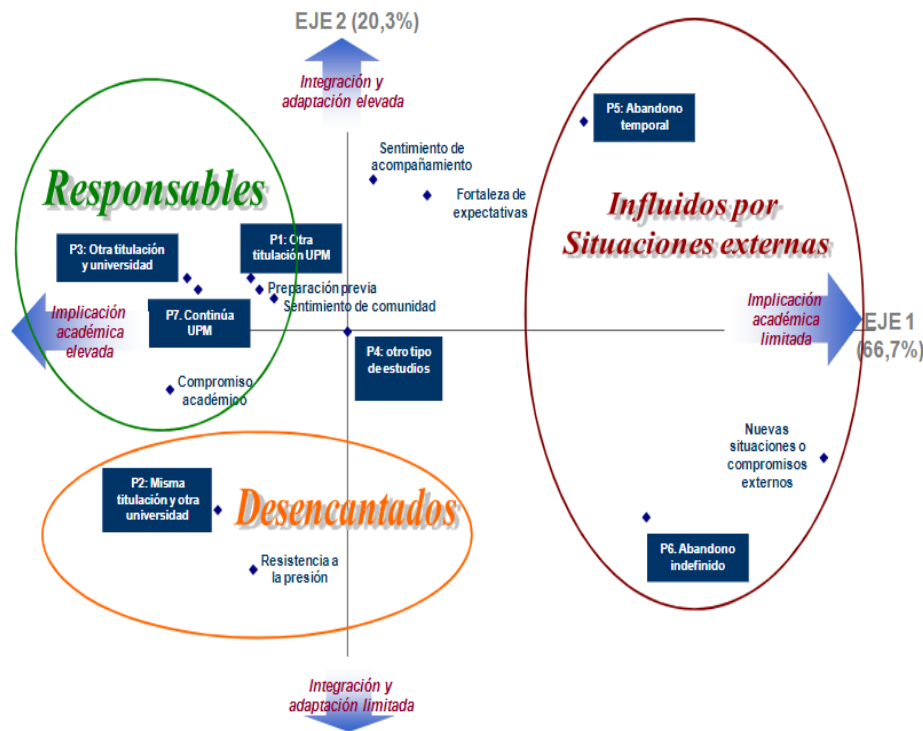 EJE 2 (20,3%)
Integración y
adaptación elevada
P5: Abandono
temporal
Sentimiento de
acompañamiento
Fortaleza de
expectativas
Responsables
Influidos por
Situaciones externas
P3: Otra titulación
y universidad
P1: Otra
titulación UPM
Preparación previa
Sentimiento de comunidad
Implicación
académica
elevada
P7. Continúa
UPM
Implicación
académica
limitada
EJE 1
(66,7%)
P4: otro tipo
de estudios
Compromiso
académico
Nuevas
situaciones o
compromisos
externos
P2: Misma
titulación y otra
universidad
Desencantados
P6. Abandono
indefinido
Resistencia a
la presión
Integración y
adaptación limitada